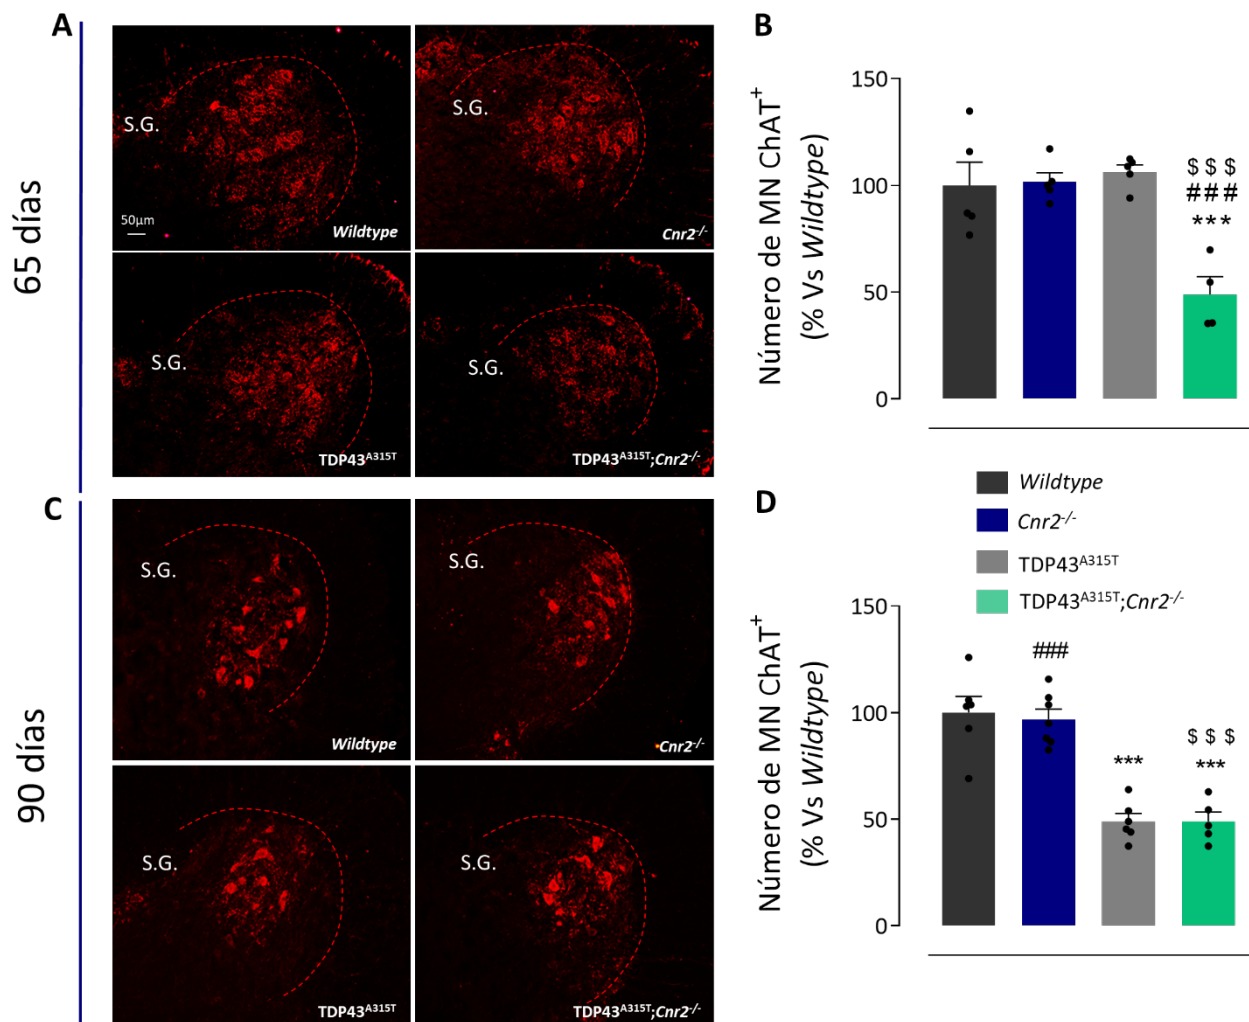 A
65 días
S.G.
50μm
Wildtype
S.G.
Cnr2-/-
S.G.
TDP43A315T
S.G.
TDP43A315T;Cnr2-/-
B
Número de MN ChAT+
(% Vs Wildtype)
150
100
50
0
$ $ $
###
***
Wildtype
Cnr2-/-
TDP43A315T
TDP43A315T;Cnr2-/-
C
90 días
S.G.
Wildtype
S.G.
Cnr2-/-
S.G.
TDP43A315T
S.G.
TDP43A315T;Cnr2-/-
D
Número de MN ChAT+
(% Vs Wildtype)
150
100
50
0
###
***
$ $ $
***